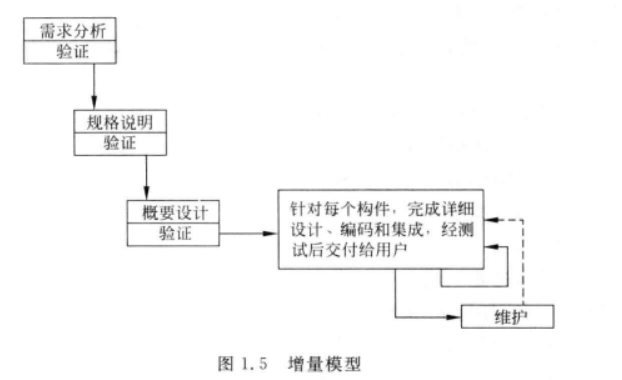 需求分析
验证
规格说明
验证
概要设计
验证
针对每个构件，完成详细
设计、编码和集成，经测
试后交付给用户
维护
图 1.5 增量模型